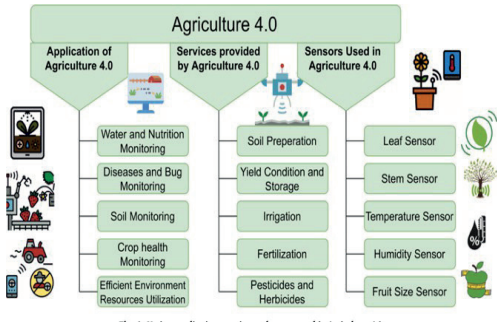 Agriculture 4.0
Application of
Agriculture 4.0
Services provided
by Agriculture 4.0
Sensors Used in
Agriculture 4.0
Water and Nutrition
Monitoring
Diseases and Bug
Monitoring
Soil Monitoring
Crop health
Monitoring
Efficient Environment
Resources Utilization
Soil Preperation
Yield Condition and
Storage
Irrigation
Fertilization
Pesticides and
Herbicides
Leaf Sensor
Stem Sensor
Temperature Sensor
Humidity Sensor
Fruit Size Sensor